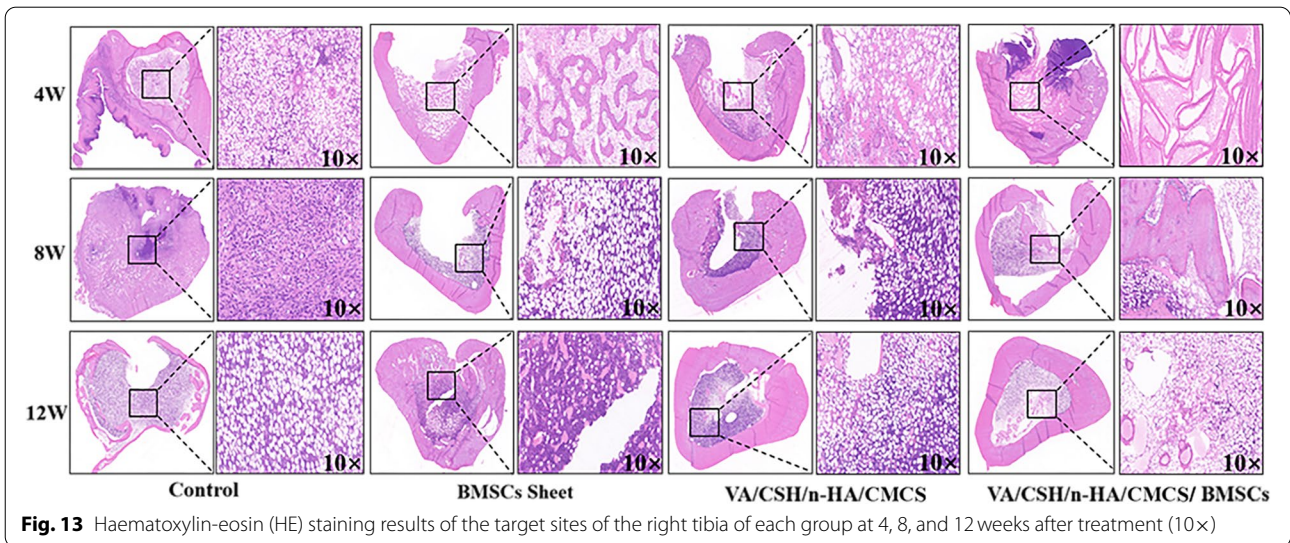 4W
10× 10× 10× 10×
8W
10× 10× 10× 10×
12W
10× 10× 10× 10×
Control BMSCs Sheet VA/CSH/n-HA/CMCS VA/CSH/n-HA/CMCS/ BMSCs
Fig. 13 Haematoxylin-eosin (HE) staining results of the target sites of the right tibia of each group at 4, 8, and 12 weeks after treatment (10×)